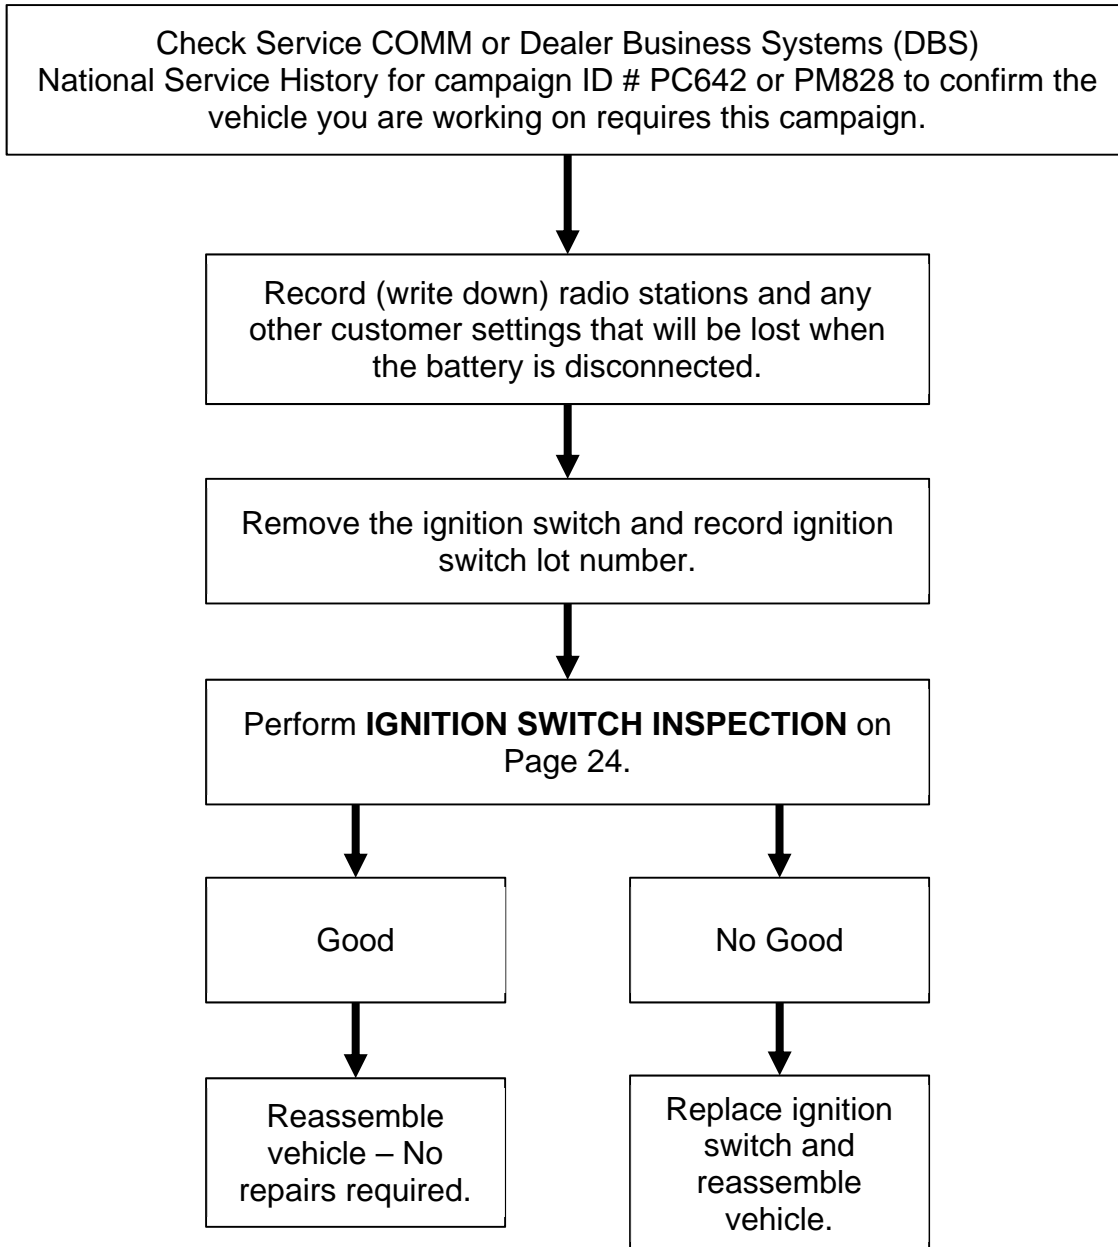 Check Service COMM or Dealer Business Systems (DBS)
National Service History for campaign ID # PC642 or PM828 to confirm the
vehicle you are working on requires this campaign.
Record (write down) radio stations and any
other customer settings that will be lost when
the battery is disconnected.
Remove the ignition switch and record ignition
switch lot number.
Perform IGNITION SWITCH INSPECTION on
Page 24.
Good
No Good
Reassemble
vehicle – No
repairs required.
Replace ignition
switch and
reassemble
vehicle.